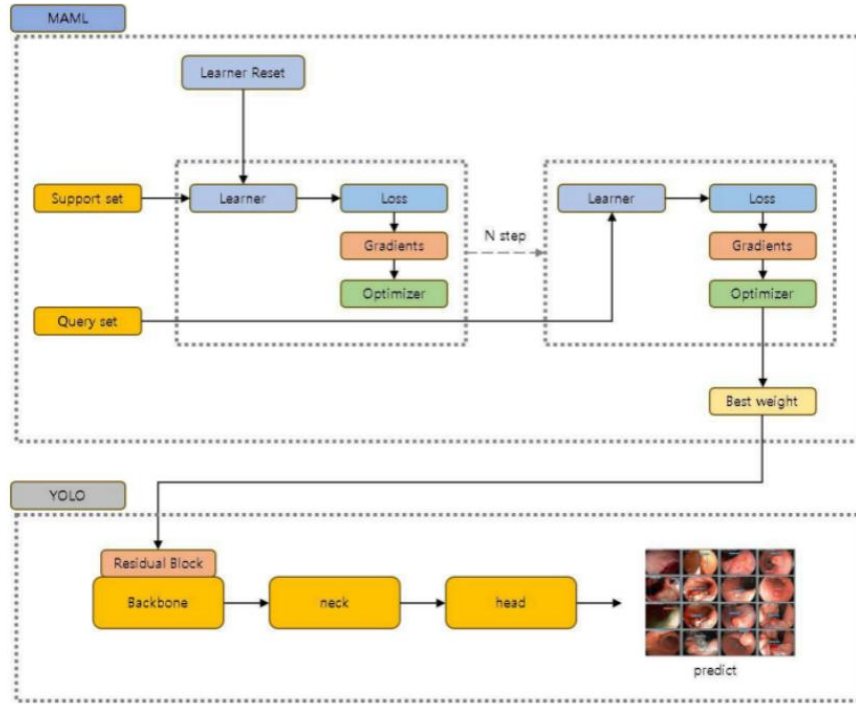 MAML
Learner Reset
Support set
Learner
Loss
Gradients
Optimizer
Query set
N step
Learner
Loss
Gradients
Optimizer
Best weight
YOLO
Residual Block
Backbone
neck
head
predict